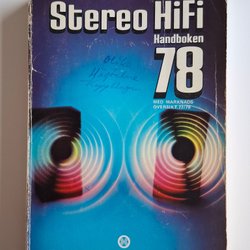 Stereo HiFi
Handboken
78
MED MARKNADS
ÖVERSIKT 77/78